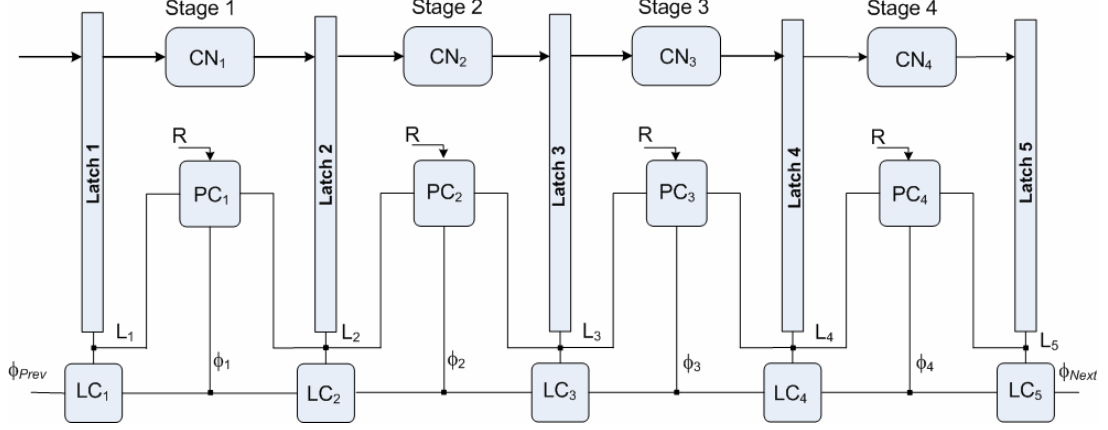 Stage 1 Stage 2 Stage 3 Stage 4
CN₁ CN₂ CN₃ CN₄
R R R R
Latch 1 Latch 2 Latch 3 Latch 4 Latch 5
PC₁ PC₂ PC₃ PC₄
L₁ L₂ L₃ L₄ L₅
ϕPrev ϕ₁ ϕ₂ ϕ₃ ϕ₄ ϕNext
LC₁ LC₂ LC₃ LC₄ LC₅